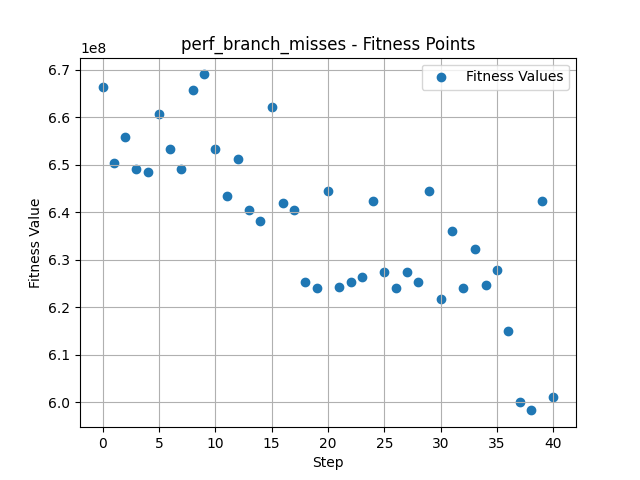 perf_branch_misses - Fitness Points
1e8
Fitness Values
6.7
6.6
6.5
6.4
6.3
6.2
6.1
6.0
Fitness Value
0 5 10 15 20 25 30 35 40
Step